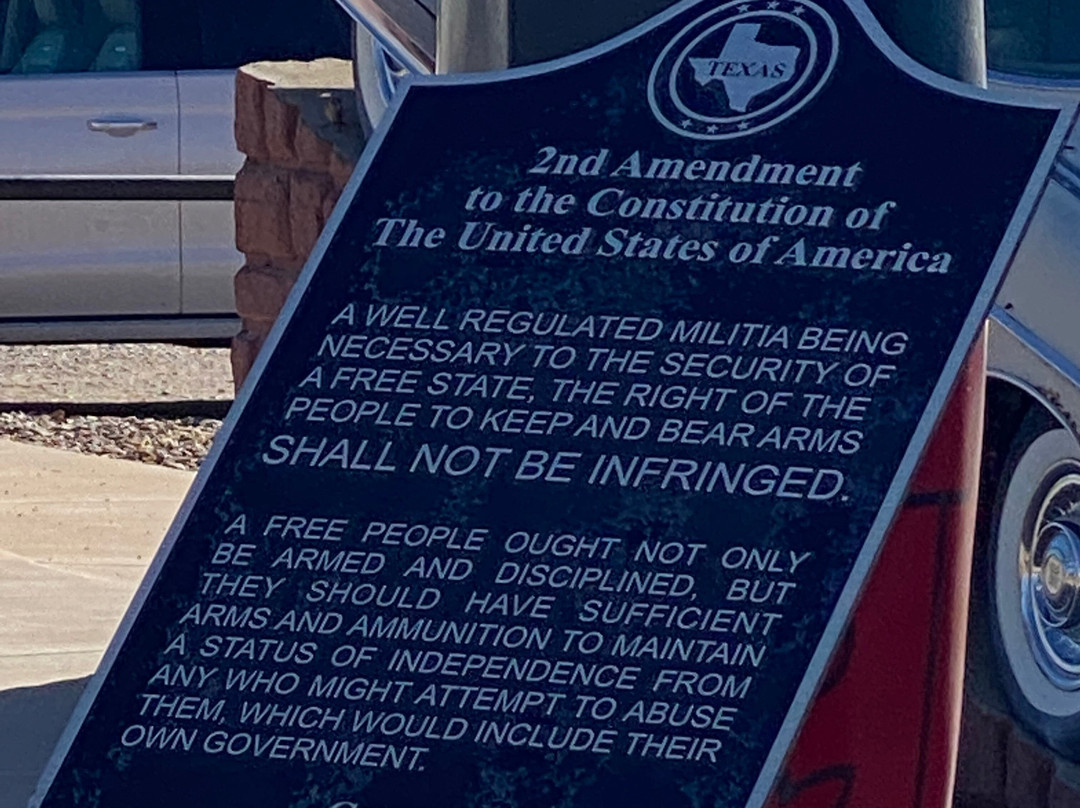 TEXAS
2nd Amendment
to the Constitution of
The United States of America
A WELL REGULATED MILITIA BEING
NECESSARY TO THE SECURITY OF
A FREE STATE, THE RIGHT OF THE
PEOPLE TO KEEP AND BEAR ARMS
SHALL NOT BE INFRINGED.
A FREE PEOPLE OUGHT NOT ONLY
BE ARMED AND DISCIPLINED, BUT
THEY SHOULD HAVE SUFFICIENT
ARMS AND AMMUNITION TO MAINTAIN
A STATUS OF INDEPENDENCE FROM
ANY WHO MIGHT ATTEMPT TO ABUSE
THEM, WHICH WOULD INCLUDE THEIR
OWN GOVERNMENT.